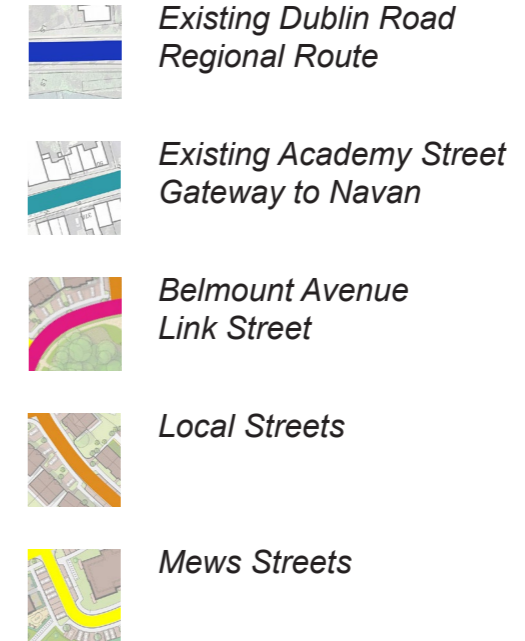 Existing Dublin Road
Regional Route
Existing Academy Street
Gateway to Navan
Belmount Avenue
Link Street
Local Streets
Mews Streets